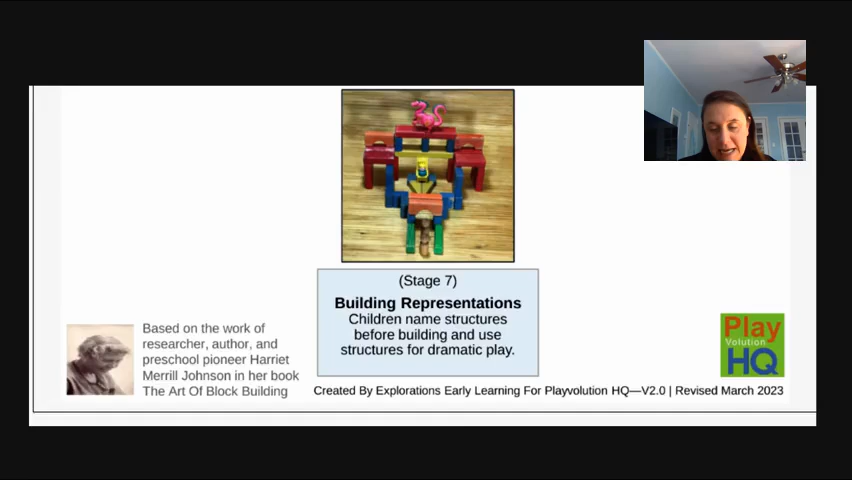 (Stage 7)
Building Representations
Children name structures
before building and use
structures for dramatic play.
Based on the work of
researcher, author, and
preschool pioneer Harriet
Merrill Johnson in her book
The Art Of Block Building
Play
Volution
HQ
Created By Explorations Early Learning For Playvolution HQ—V2.0 | Revised March 2023